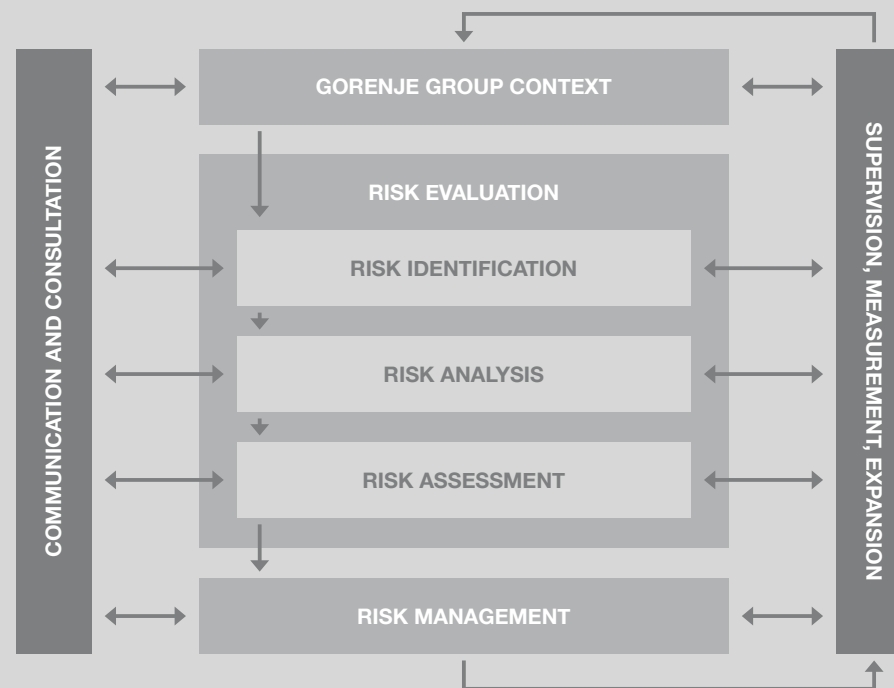 GORENJE GROUP CONTEXT
COMMUNICATION AND CONSULTATION
SUPERVISION, MEASUREMENT, EXPANSION
RISK EVALUATION
RISK IDENTIFICATION
RISK ANALYSIS
RISK ASSESSMENT
RISK MANAGEMENT